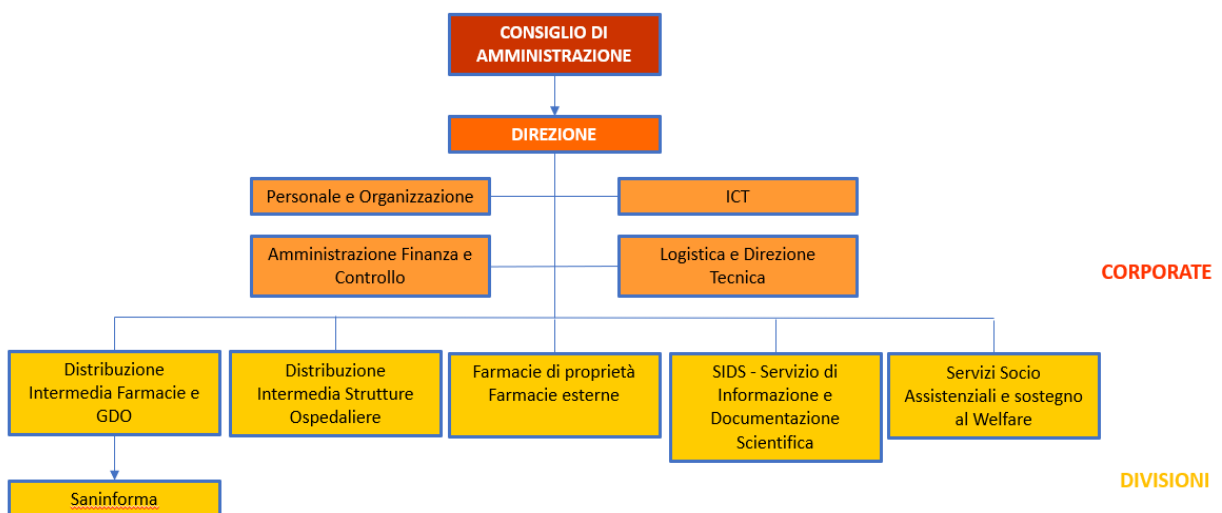 CONSIGLIO DI
AMMINISTRAZIONE
DIREZIONE
Personale e Organizzazione
ICT
Amministrazione Finanza e
Controllo
Logistica e Direzione
Tecnica
CORPORATE
Distribuzione
Intermedia Farmacie e
GDO
Distribuzione
Intermedia Strutture
Ospedaliere
Farmacie di proprietà
Farmacie esterne
SIDS - Servizio di
Informazione e
Documentazione
Scientifica
Servizi Socio
Assistenziali e sostegno
al Welfare
DIVISIONI
Saninforma